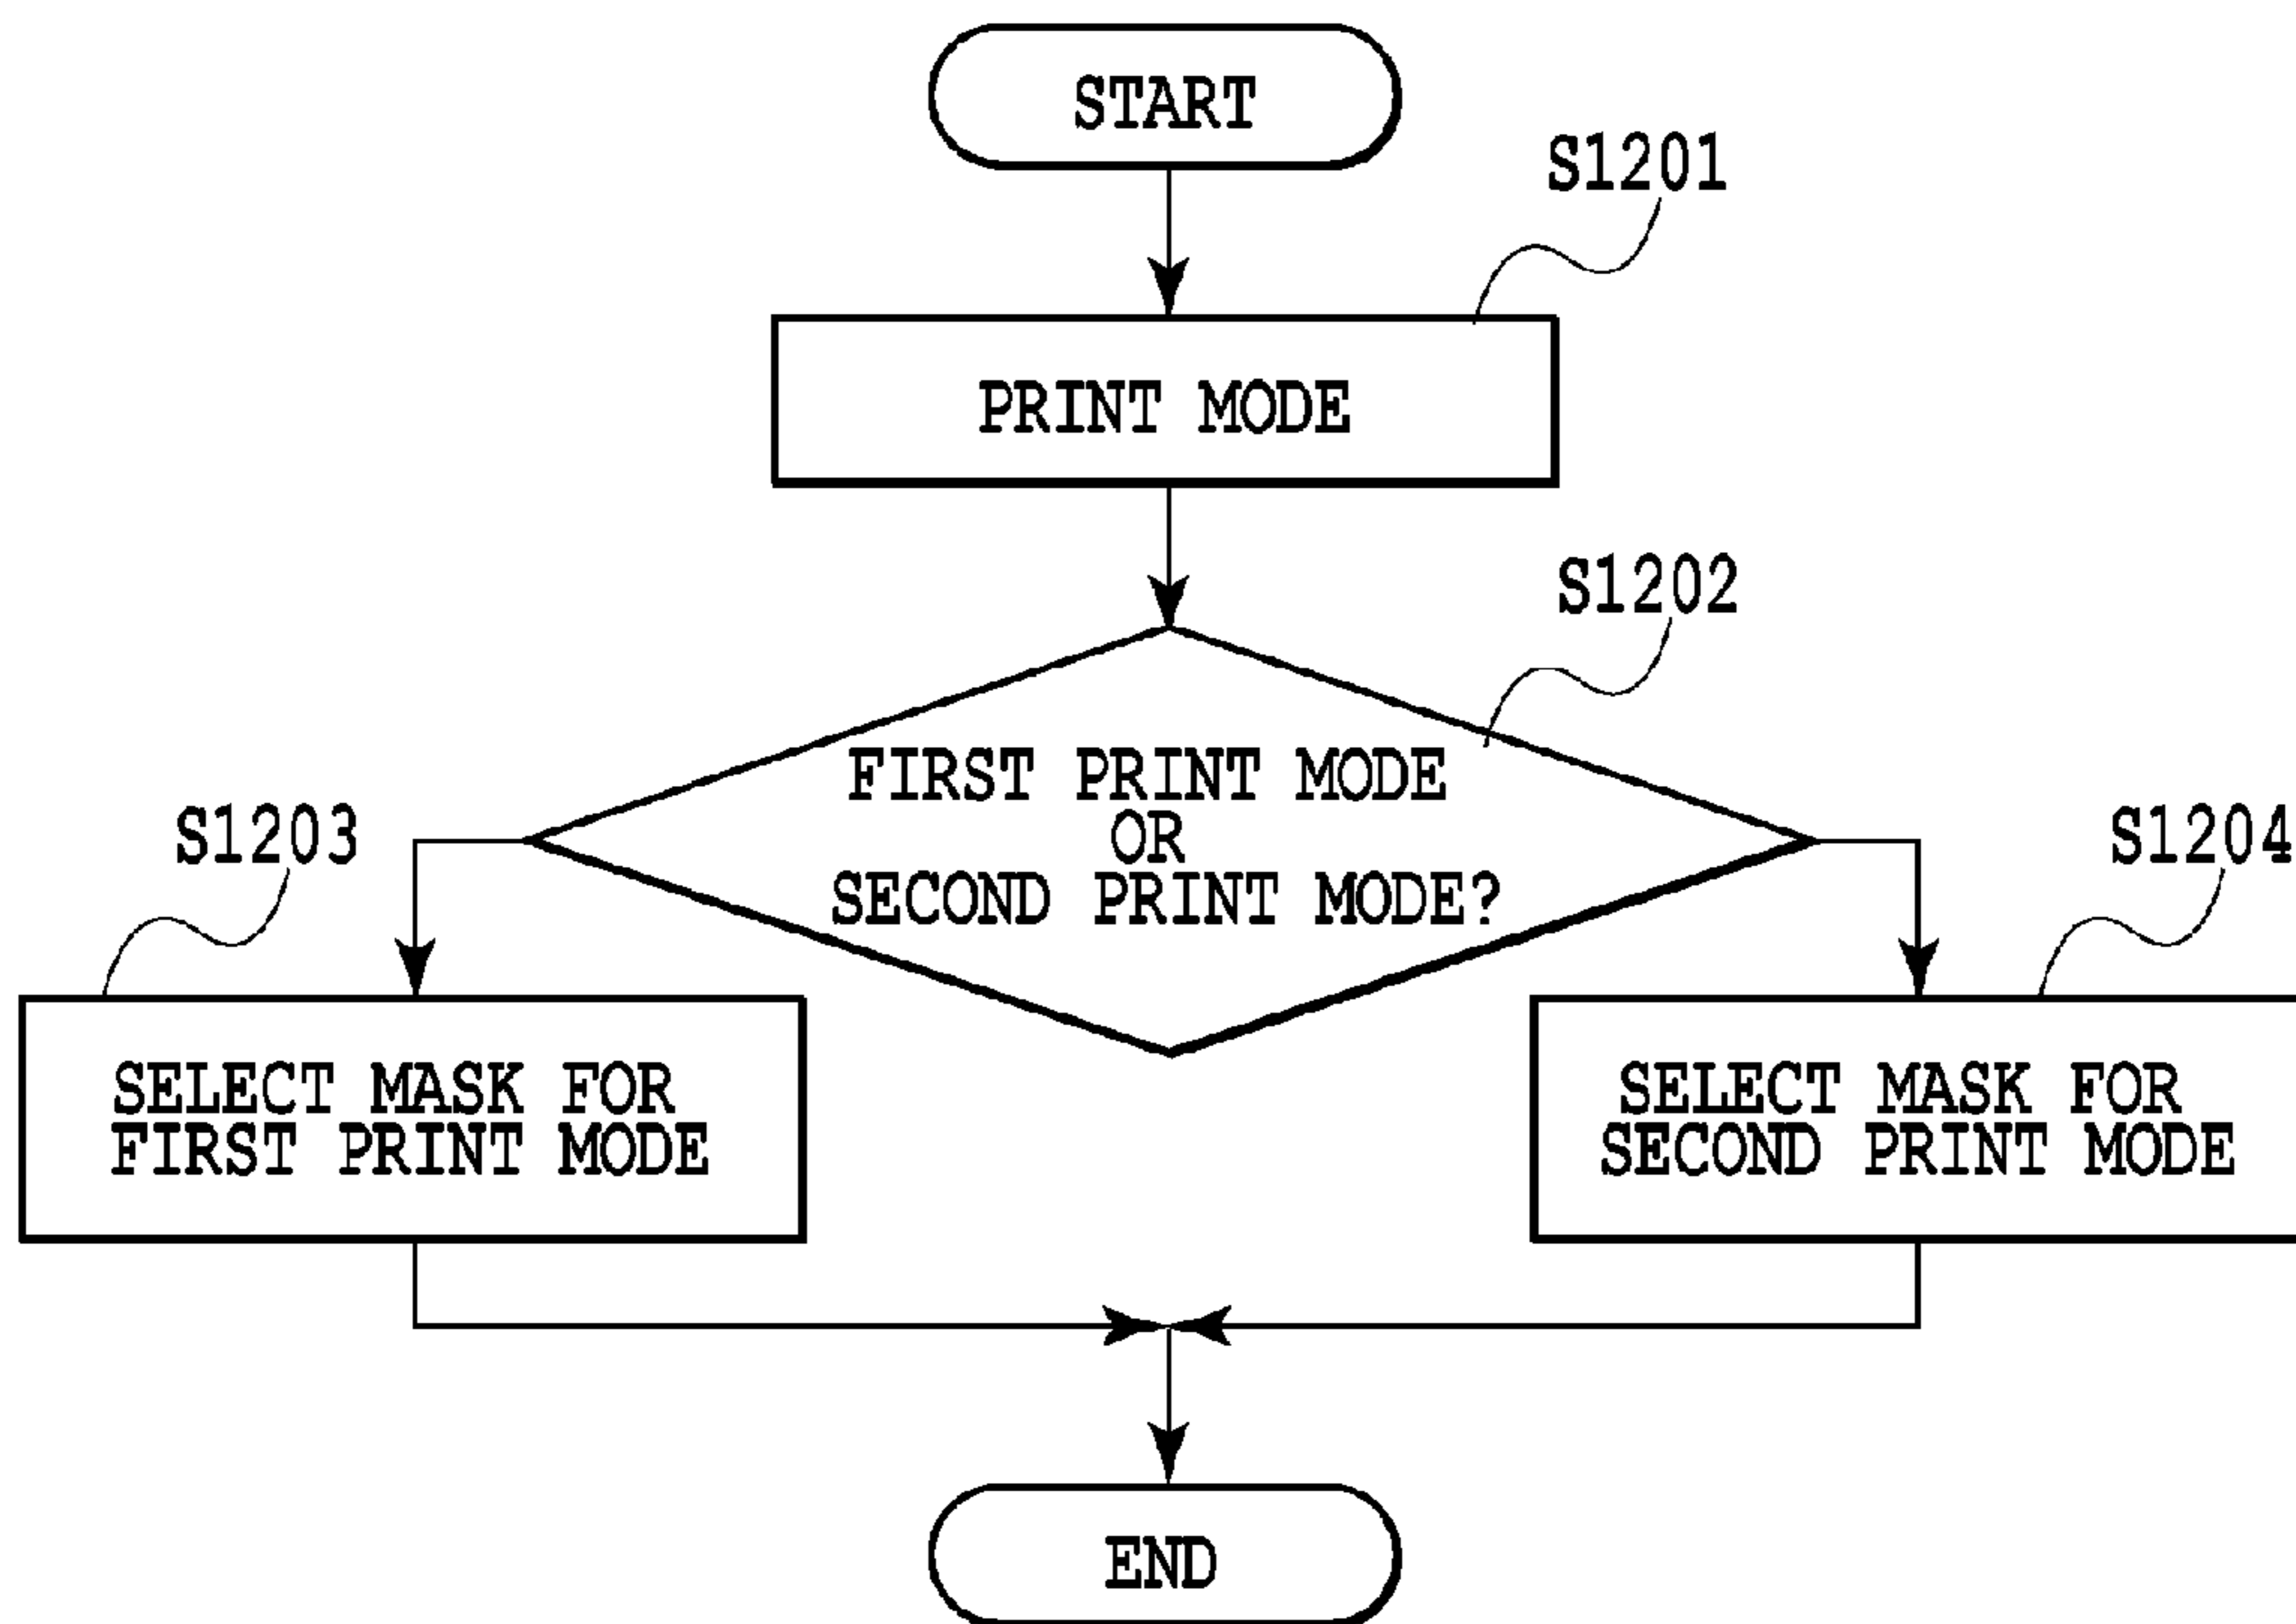 START
S1201
PRINT MODE
S1202
FIRST PRINT MODE
OR
SECOND PRINT MODE?
S1203
S1204
SELECT MASK FOR
FIRST PRINT MODE
SELECT MASK FOR
SECOND PRINT MODE
END